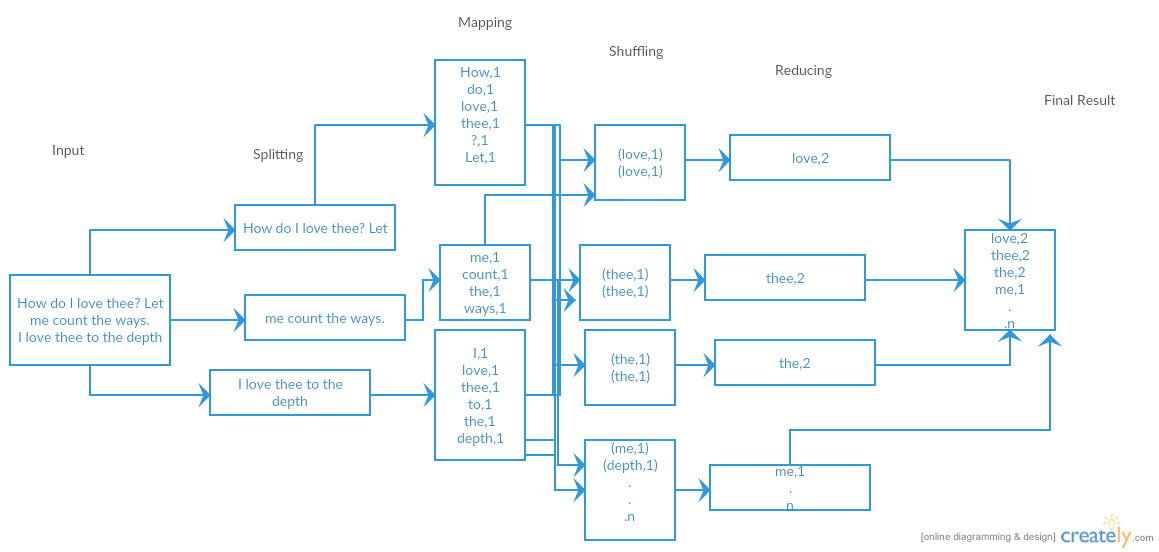 Mapping
Shuffling
Reducing
Final Result
Input
Splitting
How do I love thee? Let
me count the ways.
I love thee to the depth
How do I love thee? Let
me count the ways.
I love thee to the
depth
How,1
do,1
love,1
thee,1
?,1
Let,1
me,1
count,1
the,1
ways,1
I,1
love,1
thee,1
to,1
the,1
depth,1
(love,1)
(love,1)
(thee,1)
(thee,1)
(the,1)
(the,1)
(me,1)
(depth,1)
.
.
.n
love,2
thee,2
the,2
me,1
.
n
love,2
thee,2
the,2
me,1
.
.n
[online diagramming & design] creately.com